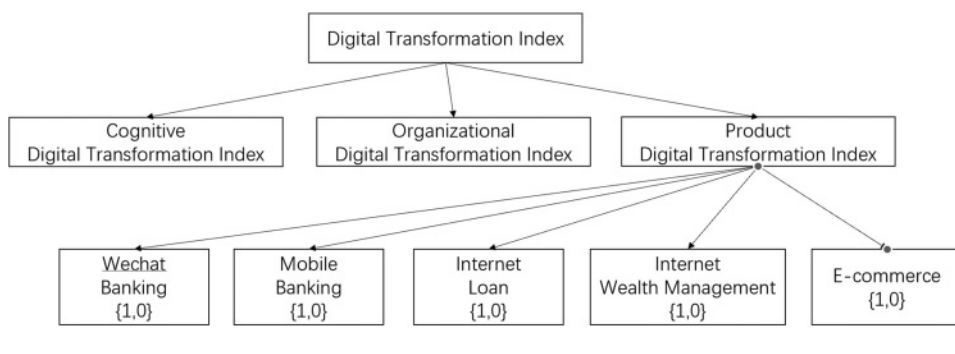 Digital Transformation Index
Cognitive
Digital Transformation Index
Organizational
Digital Transformation Index
Product
Digital Transformation Index
Wechat
Banking
{1,0}
Mobile
Banking
{1,0}
Internet
Loan
{1,0}
Internet
Wealth Management
{1,0}
E-commerce
{1,0}